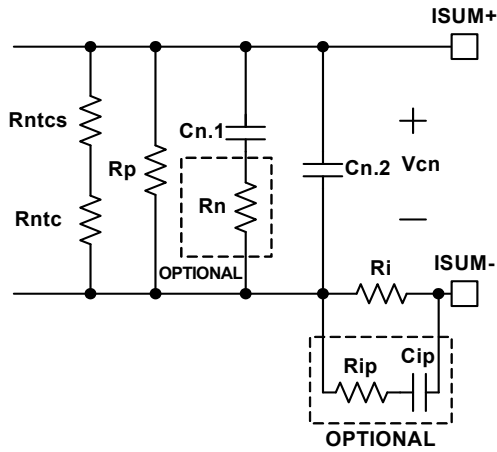 ISUM+
Rntcs
Cn.1
+
Rp
Cn.2
Vcn
Rn
Rntc
—
OPTIONAL
Ri
ISUM-
Rip
Cip
OPTIONAL